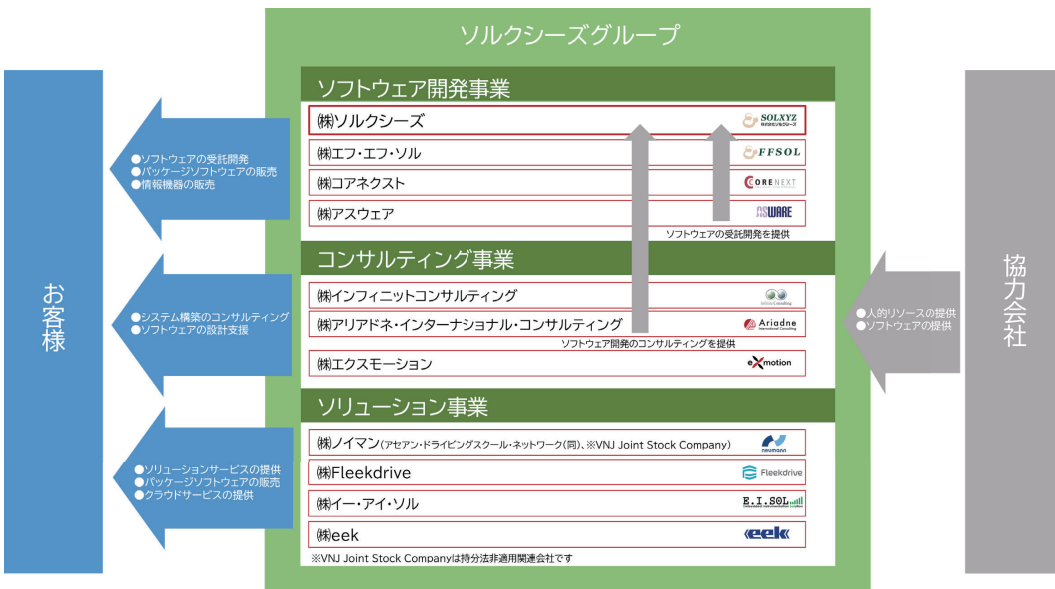 ソルクシーズグループ
お客様
●ソフトウェアの受託開発
●パッケージソフトウェアの販売
●情報機器の販売
●システム構築のコンサルティング
●ソフトウェアの設計支援
●ソリューションサービスの提供
●パッケージソフトウェアの販売
●クラウドサービスの提供
ソフトウェア開発事業
㈱ソルクシーズ
SOLXYZ
株式会社ソルクシーズ
㈱エフ・エフ・ソル
FFSOL
㈱コアネクスト
CORENEXT
㈱アスウェア
ASWARE
ソフトウェアの受託開発を提供
コンサルティング事業
㈱インフィニットコンサルティング
Infinite Consulting
㈱アリアドネ・インターナショナル・コンサルティング
Ariadne
International Consulting
ソフトウェア開発のコンサルティングを提供
㈱エクスモーション
eXmotion
ソリューション事業
㈱ノイマン(アセアン・ドライビングスクール・ネットワーク(同)、※VNJ Joint Stock Company)
neumann
㈱Fleekdrive
Fleekdrive
㈱イー・アイ・ソル
E.I.SOL
㈱eek
eek
※VNJ Joint Stock Companyは持分法非適用関連会社です
●人的リソースの提供
●ソフトウェアの提供
協力会社